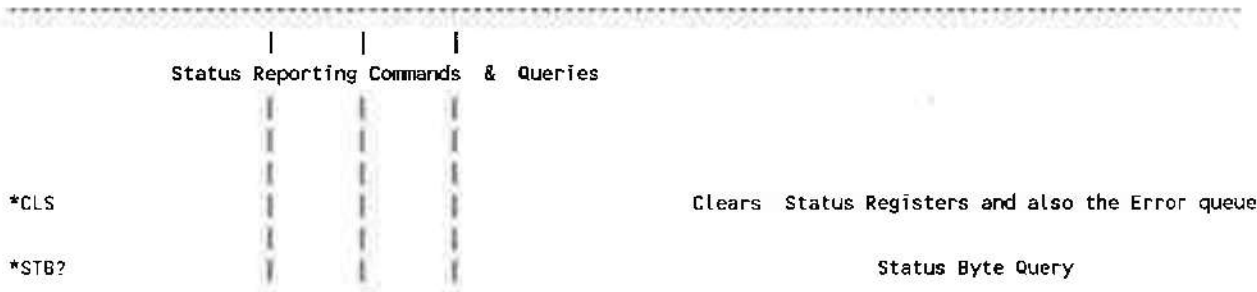 Status Reporting Commands & Queries
*CLS Clears Status Registers and also the Error queue
*STB? Status Byte Query